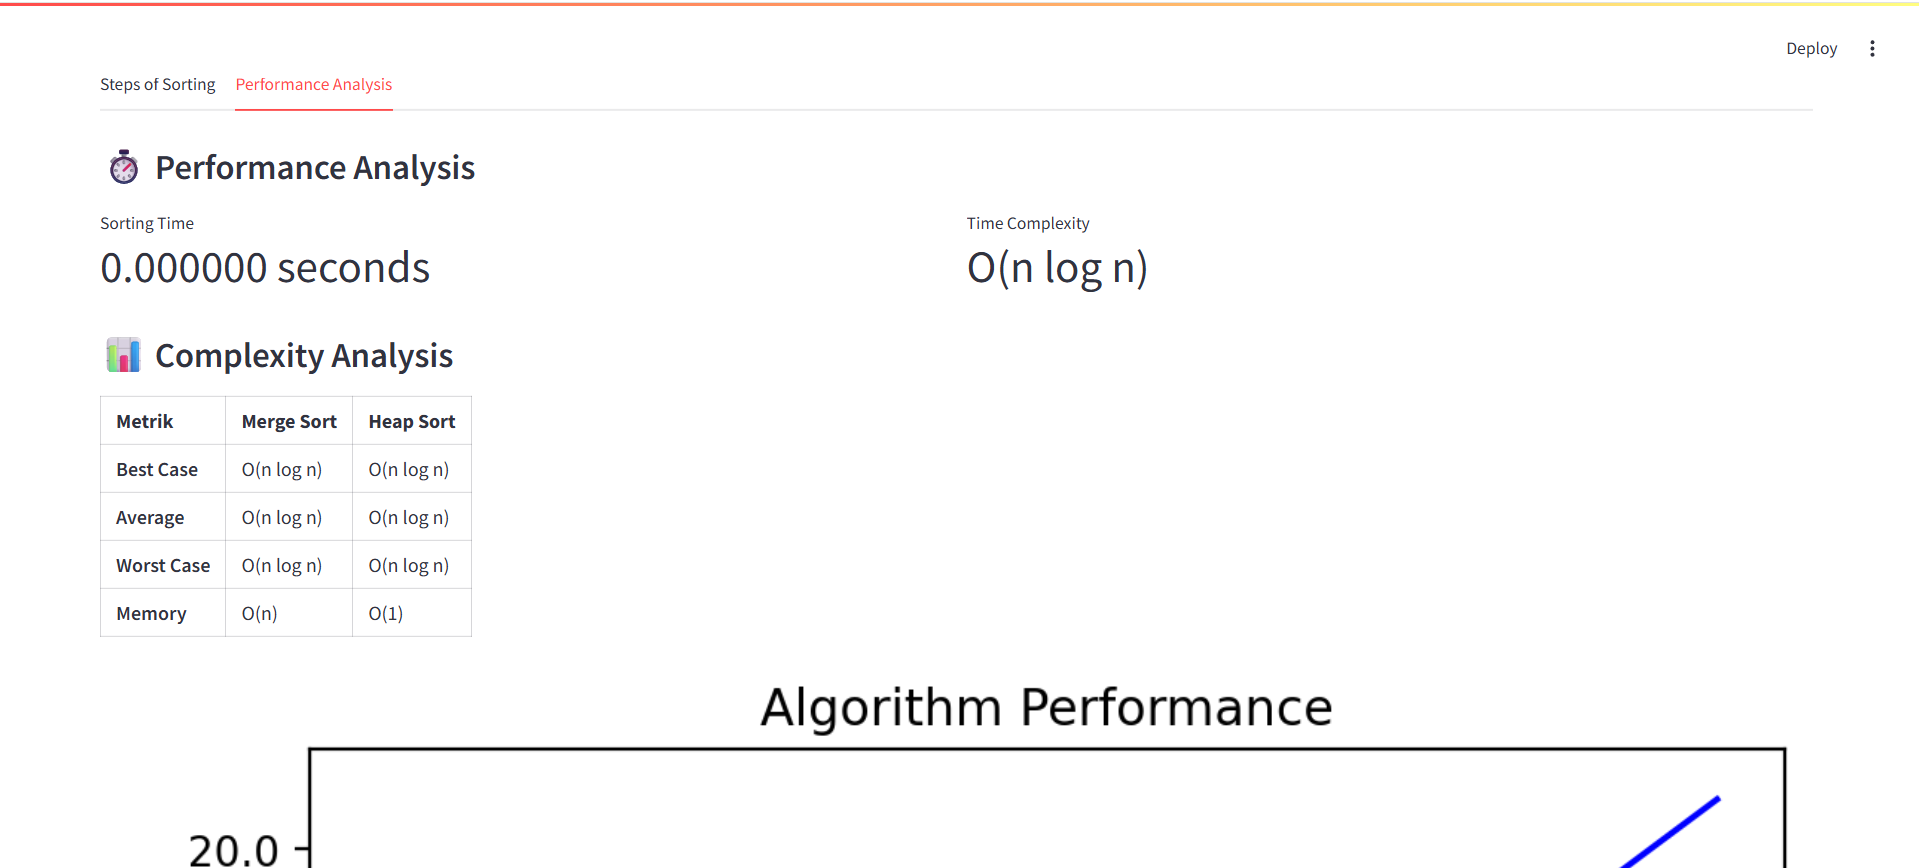 Deploy
Steps of Sorting Performance Analysis
Performance Analysis
Sorting Time Time Complexity
0.000000 seconds O(n log n)
Complexity Analysis
Metrik Merge Sort Heap Sort
Best Case O(n log n) O(n log n)
Average O(n log n) O(n log n)
Worst Case O(n log n) O(n log n)
Memory O(n) O(1)
Algorithm Performance
20.0